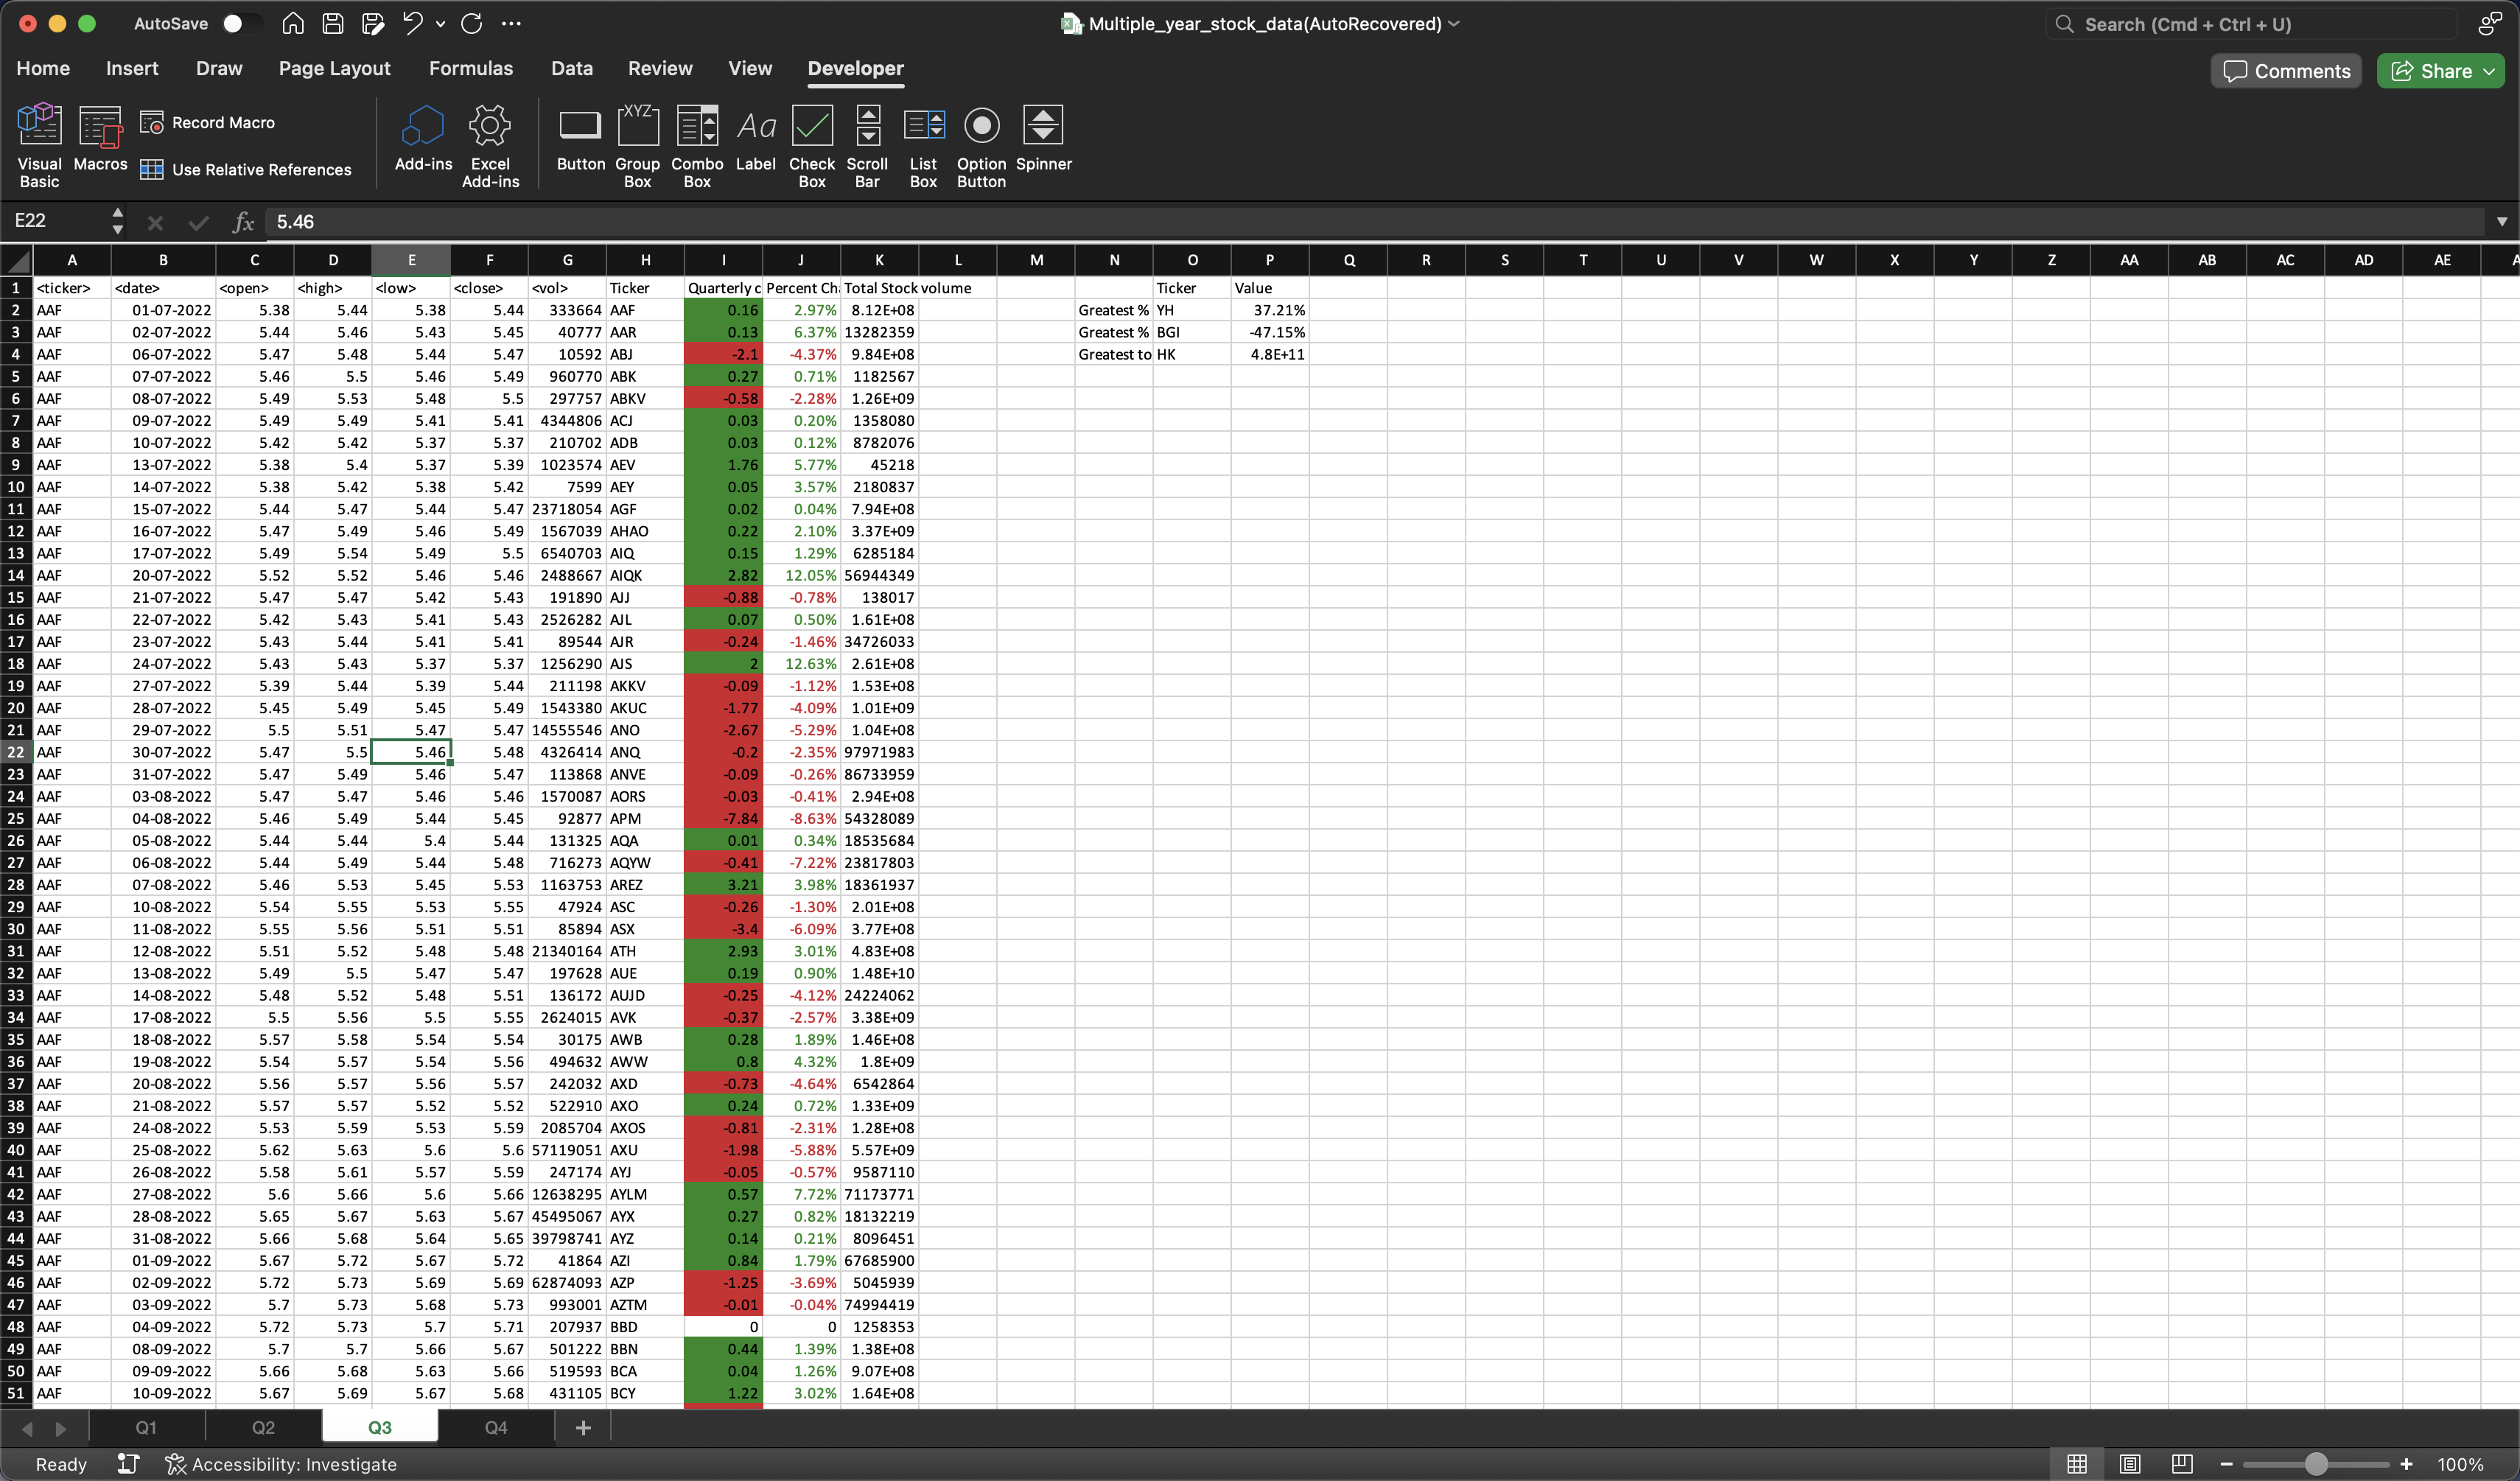 AutoSave Multiple_year_stock_data(AutoRecovered) Search (Cmd + Ctrl + U)
Home Insert Draw Page Layout Formulas Data Review View Developer Comments Share
Visual Basic Macros Record Macro Use Relative References Add-ins Excel Add-ins Button Group Box Combo Box Label Check Box Scroll Bar List Box Option Button Spinner
XYZ Aa
E22 fx 5.46
A B C D E F G H I J K L M N O P Q R S T U V W X Y Z AA AB AC AD AE
1 <ticker> <date> <open> <high> <low> <close> <vol> Ticker Quarterly c Percent Ch Total Stock volume Ticker Value
2 AAF 01-07-2022 5.38 5.44 5.38 5.44 333664 AAF 0.16 2.97% 8.12E+08 Greatest % YH 37.21%
3 AAF 02-07-2022 5.44 5.46 5.43 5.45 40777 AAR 0.13 6.37% 13282359 Greatest % BGI -47.15%
4 AAF 06-07-2022 5.47 5.48 5.44 5.47 10592 ABJ -2.1 -4.37% 9.84E+08 Greatest to HK 4.8E+11
5 AAF 07-07-2022 5.46 5.5 5.46 5.49 960770 ABK 0.27 0.71% 1182567
6 AAF 08-07-2022 5.49 5.53 5.48 5.5 297757 ABKV -0.58 -2.28% 1.26E+09
7 AAF 09-07-2022 5.49 5.49 5.41 5.41 4344806 ACJ 0.03 0.20% 1358080
8 AAF 10-07-2022 5.42 5.42 5.37 5.37 210702 ADB 0.03 0.12% 8782076
9 AAF 13-07-2022 5.38 5.4 5.37 5.39 1023574 AEV 1.76 5.77% 45218
10 AAF 14-07-2022 5.38 5.42 5.38 5.42 7599 AEY 0.05 3.57% 2180837
11 AAF 15-07-2022 5.44 5.47 5.44 5.47 23718054 AGF 0.02 0.04% 7.94E+08
12 AAF 16-07-2022 5.47 5.49 5.46 5.49 1567039 AHAO 0.22 2.10% 3.37E+09
13 AAF 17-07-2022 5.49 5.54 5.49 5.5 6540703 AIQ 0.15 1.29% 6285184
14 AAF 20-07-2022 5.52 5.52 5.46 5.46 2488667 AIQK 2.82 12.05% 56944349
15 AAF 21-07-2022 5.47 5.47 5.42 5.43 191890 AJJ -0.88 -0.78% 138017
16 AAF 22-07-2022 5.42 5.43 5.41 5.43 2526282 AJL 0.07 0.50% 1.61E+08
17 AAF 23-07-2022 5.43 5.44 5.41 5.41 89544 AJR -0.24 -1.46% 34726033
18 AAF 24-07-2022 5.43 5.43 5.37 5.37 1256290 AJS 2 12.63% 2.61E+08
19 AAF 27-07-2022 5.39 5.44 5.39 5.44 211198 AKKV -0.09 -1.12% 1.53E+08
20 AAF 28-07-2022 5.45 5.49 5.45 5.49 1543380 AKUC -1.77 -4.09% 1.01E+09
21 AAF 29-07-2022 5.5 5.51 5.47 5.47 14555546 ANO -2.67 -5.29% 1.04E+08
22 AAF 30-07-2022 5.47 5.5 5.46 5.48 4326414 ANQ -0.2 -2.35% 97971983
23 AAF 31-07-2022 5.47 5.49 5.46 5.47 113868 ANVE -0.09 -0.26% 86733959
24 AAF 03-08-2022 5.47 5.47 5.46 5.46 1570087 AORS -0.03 -0.41% 2.94E+08
25 AAF 04-08-2022 5.46 5.49 5.44 5.45 92877 APM -7.84 -8.63% 54328089
26 AAF 05-08-2022 5.44 5.44 5.4 5.44 131325 AQA 0.01 0.34% 18535684
27 AAF 06-08-2022 5.44 5.49 5.44 5.48 716273 AQYW -0.41 -7.22% 23817803
28 AAF 07-08-2022 5.46 5.53 5.45 5.53 1163753 AREZ 3.21 3.98% 18361937
29 AAF 10-08-2022 5.54 5.55 5.53 5.55 47924 ASC -0.26 -1.30% 2.01E+08
30 AAF 11-08-2022 5.55 5.56 5.51 5.51 85894 ASX -3.4 -6.09% 3.77E+08
31 AAF 12-08-2022 5.51 5.52 5.48 5.48 21340164 ATH 2.93 3.01% 4.83E+08
32 AAF 13-08-2022 5.49 5.5 5.47 5.47 197628 AUE 0.19 0.90% 1.48E+10
33 AAF 14-08-2022 5.48 5.52 5.48 5.51 136172 AUJD -0.25 -4.12% 24224062
34 AAF 17-08-2022 5.5 5.56 5.5 5.55 2624015 AVK -0.37 -2.57% 3.38E+09
35 AAF 18-08-2022 5.57 5.58 5.54 5.54 30175 AWB 0.28 1.89% 1.46E+08
36 AAF 19-08-2022 5.54 5.57 5.54 5.56 494632 AWW 0.8 4.32% 1.8E+09
37 AAF 20-08-2022 5.56 5.57 5.56 5.57 242032 AXD -0.73 -4.64% 6542864
38 AAF 21-08-2022 5.57 5.57 5.52 5.52 522910 AXO 0.24 0.72% 1.33E+09
39 AAF 24-08-2022 5.53 5.59 5.53 5.59 2085704 AXOS -0.81 -2.31% 1.28E+08
40 AAF 25-08-2022 5.62 5.63 5.6 5.6 57119051 AXU -1.98 -5.88% 5.57E+09
41 AAF 26-08-2022 5.58 5.61 5.57 5.59 247174 AYJ -0.05 -0.57% 9587110
42 AAF 27-08-2022 5.6 5.66 5.6 5.66 12638295 AYLM 0.57 7.72% 71173771
43 AAF 28-08-2022 5.65 5.67 5.63 5.67 45495067 AYX 0.27 0.82% 18132219
44 AAF 31-08-2022 5.66 5.68 5.64 5.65 39798741 AYZ 0.14 0.21% 8096451
45 AAF 01-09-2022 5.67 5.72 5.67 5.72 41864 AZI 0.84 1.79% 67685900
46 AAF 02-09-2022 5.72 5.73 5.69 5.69 62874093 AZP -1.25 -3.69% 5045939
47 AAF 03-09-2022 5.7 5.73 5.68 5.73 993001 AZTM -0.01 -0.04% 74994419
48 AAF 04-09-2022 5.72 5.73 5.7 5.71 207937 BBD 0 0 1258353
49 AAF 08-09-2022 5.7 5.7 5.66 5.67 501222 BBN 0.44 1.39% 1.38E+08
50 AAF 09-09-2022 5.66 5.68 5.63 5.66 519593 BCA 0.04 1.26% 9.07E+08
51 AAF 10-09-2022 5.67 5.69 5.67 5.68 431105 BCY 1.22 3.02% 1.64E+08
Q1 Q2 Q3 Q4 +
Ready Accessibility: Investigate 100%